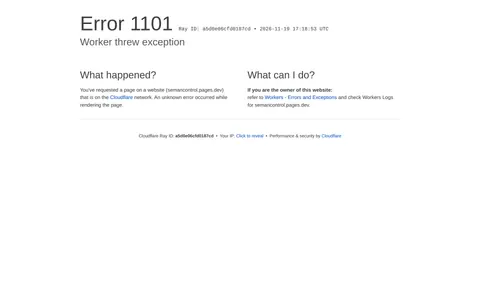 Error 1101 Ray ID: a5d0e06cfd0187cd • 2026-11-19 17:18:53 UTC
Worker threw exception
What happened?
You've requested a page on a website (semaricontrol.pages.dev)
that is on the Cloudflare network. An unknown error occurred while
rendering the page.
What can I do?
If you are the owner of this website:
refer to Workers - Errors and Exceptions and check Workers Logs
for semaricontrol.pages.dev.
Cloudflare Ray ID: a5d0e06cfd0187cd • Your IP: Click to reveal • Performance & security by Cloudflare